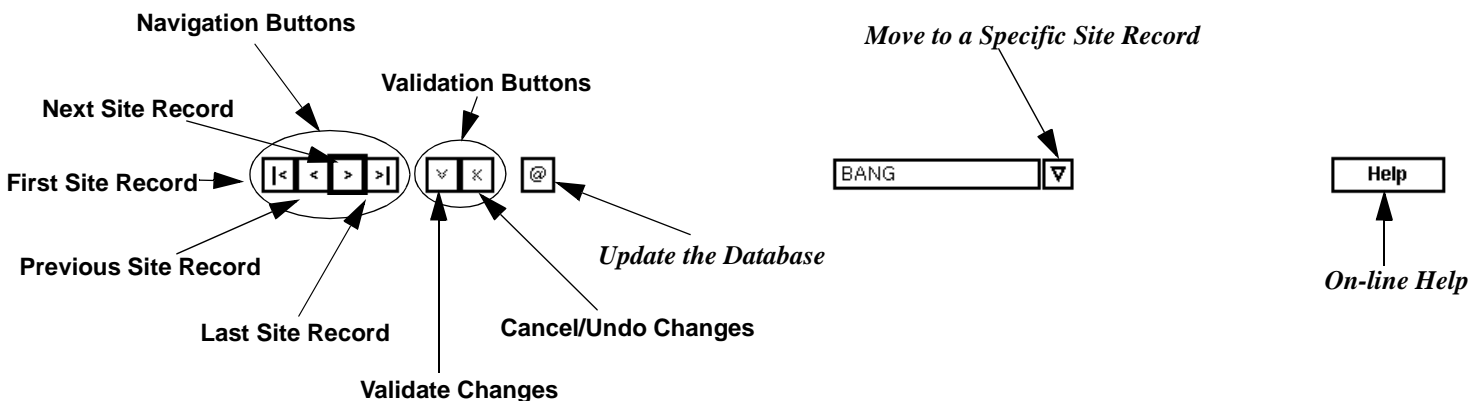 Navigation Buttons
Move to a Specific Site Record
Validation Buttons
Next Site Record
First Site Record
|< < > >| @
BANG
Help
Previous Site Record
Update the Database
On-line Help
Last Site Record
Cancel/Undo Changes
Validate Changes